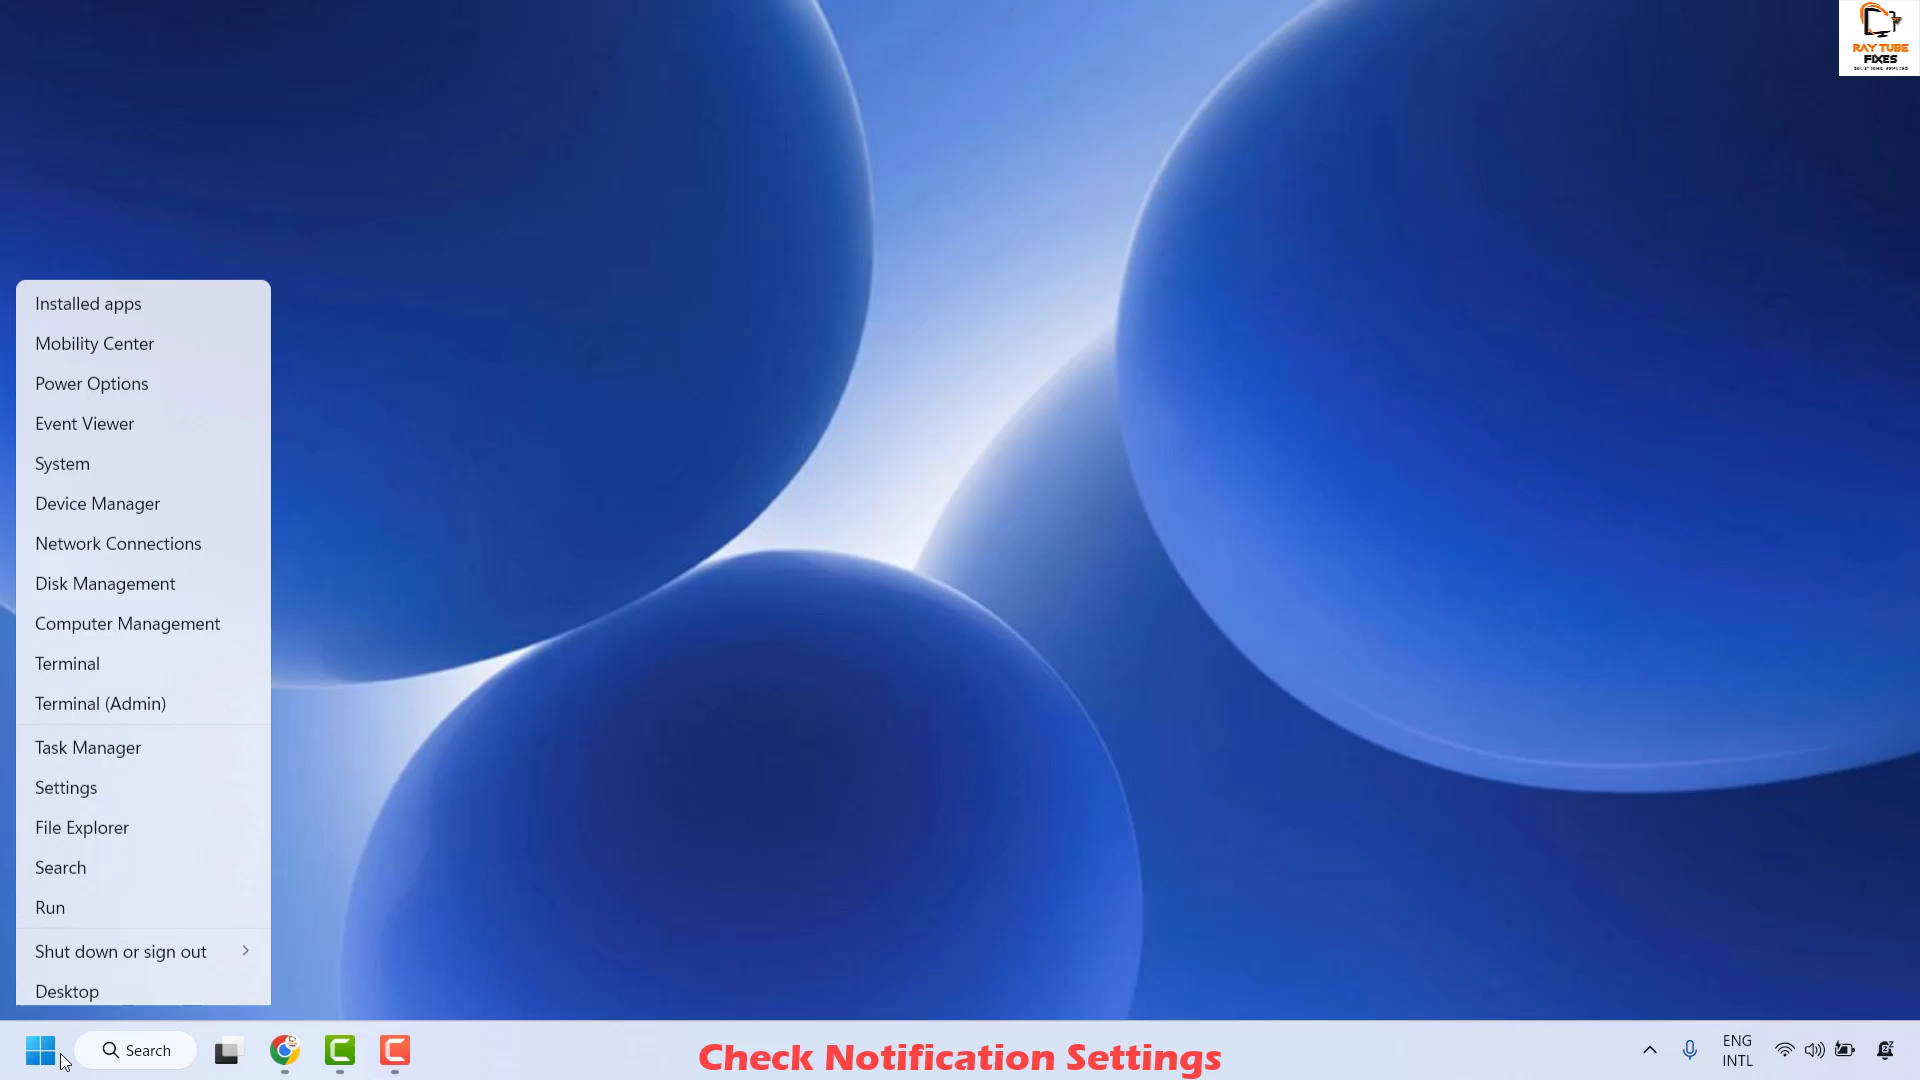 RAY TUBE
FIXES
Installed apps
Mobility Center
Power Options
Event Viewer
System
Device Manager
Network Connections
Disk Management
Computer Management
Terminal
Terminal (Admin)
Task Manager
Settings
File Explorer
Search
Run
Shut down or sign out
Desktop
Search
Check Notification Settings
ENG
INTL